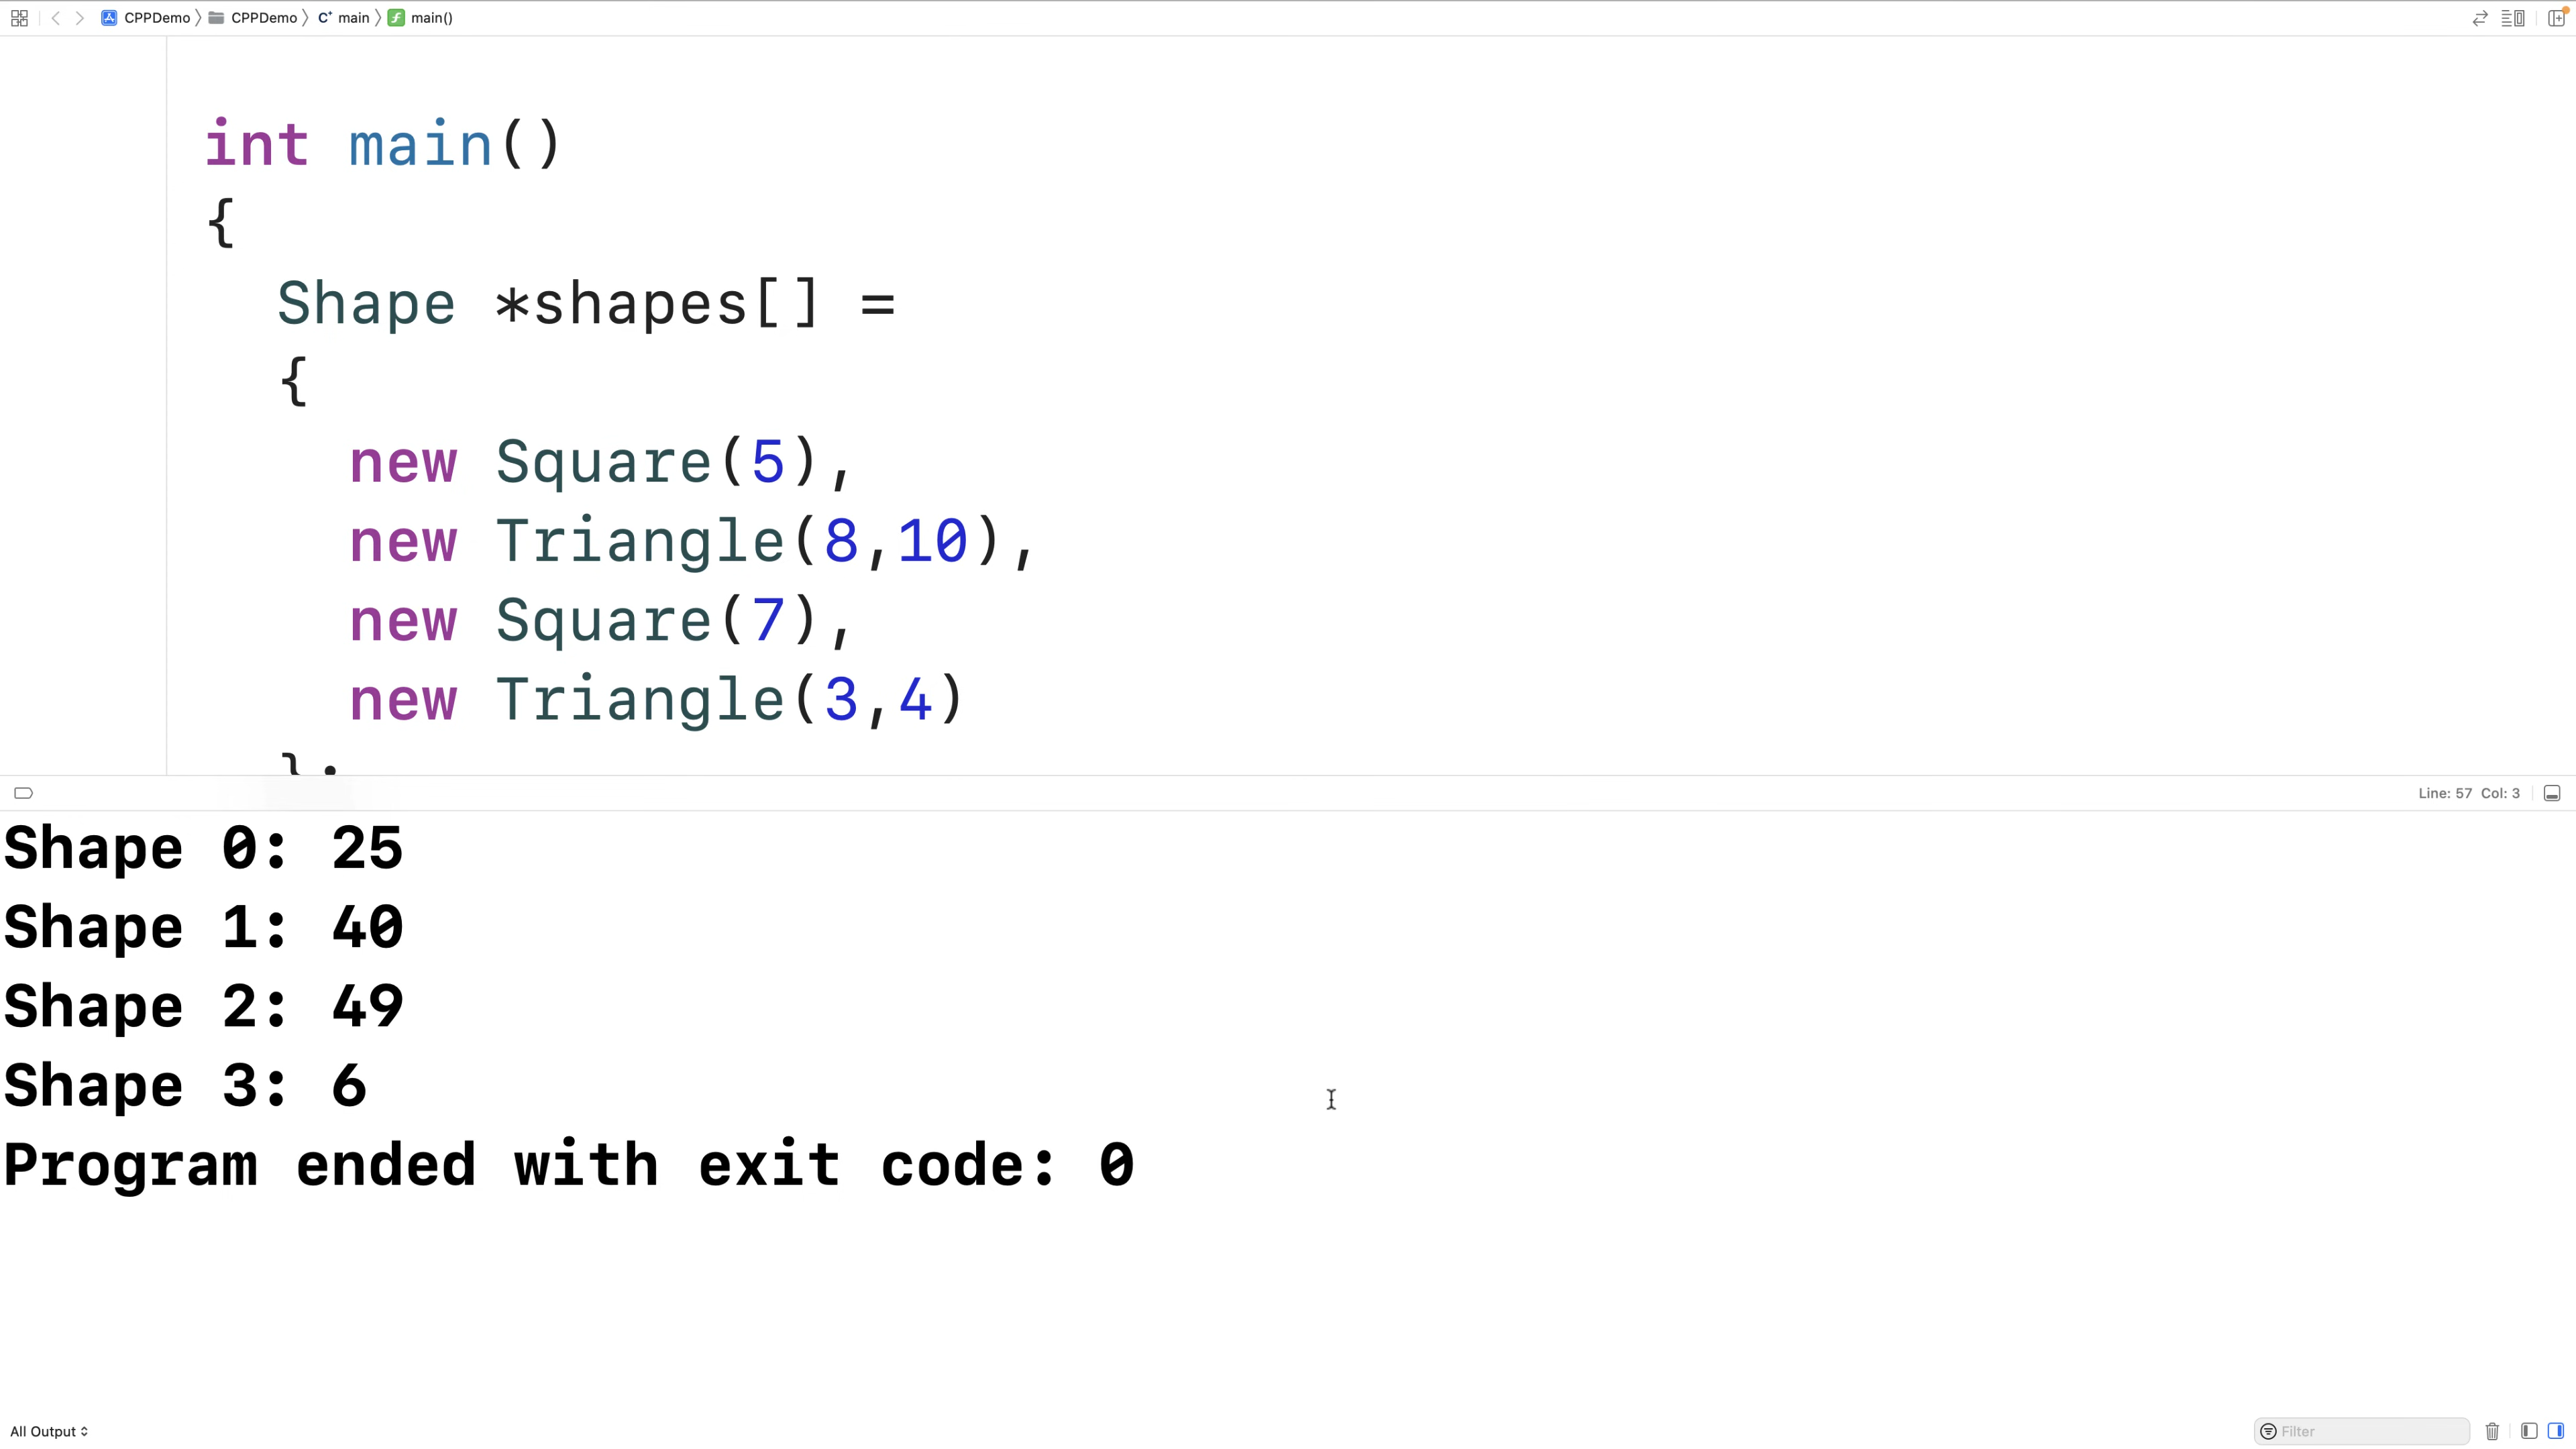 CPPDemo CPPDemo main main()
int main()
{
Shape *shapes[] =
{
new Square(5),
new Triangle(8,10),
new Square(7),
new Triangle(3,4)
};
Line: 57 Col: 3
Shape 0: 25
Shape 1: 40
Shape 2: 49
Shape 3: 6
Program ended with exit code: 0
All Output
Filter